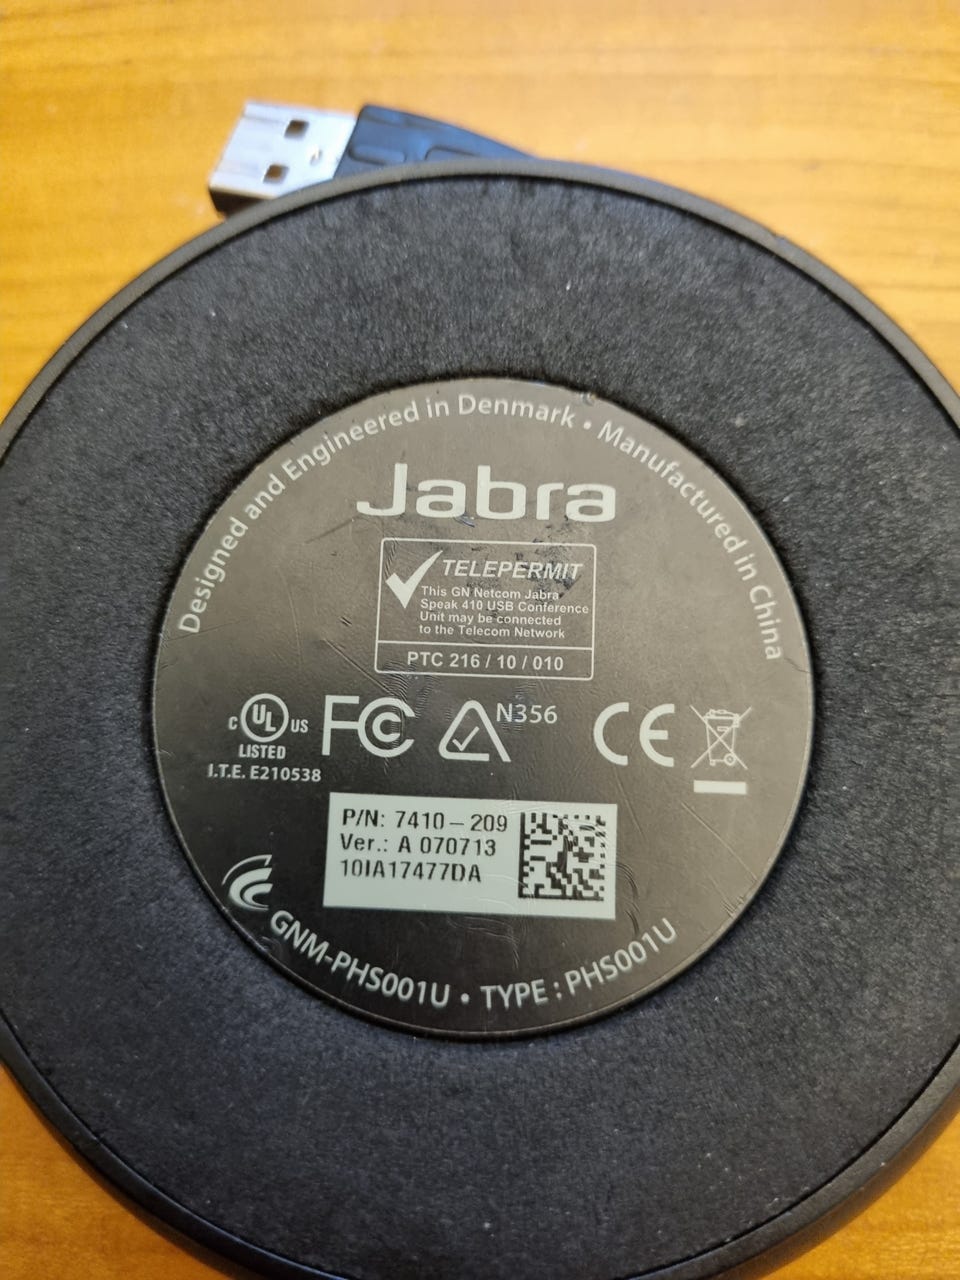 Designed and Engineered in Denmark • Manufactured in China
Jabra
TELEPERMIT
This GN Netcom Jabra
Speak 410 USB Conference
Unit may be connected
to the Telecom Network
PTC 216 / 10 / 010
C UL US
LISTED
I.T.E. E210538
FC
N356
CE
P/N: 7410-209
Ver.: A 070713
10IA17477DA
GNM-PHS001U • TYPE : PHS001U